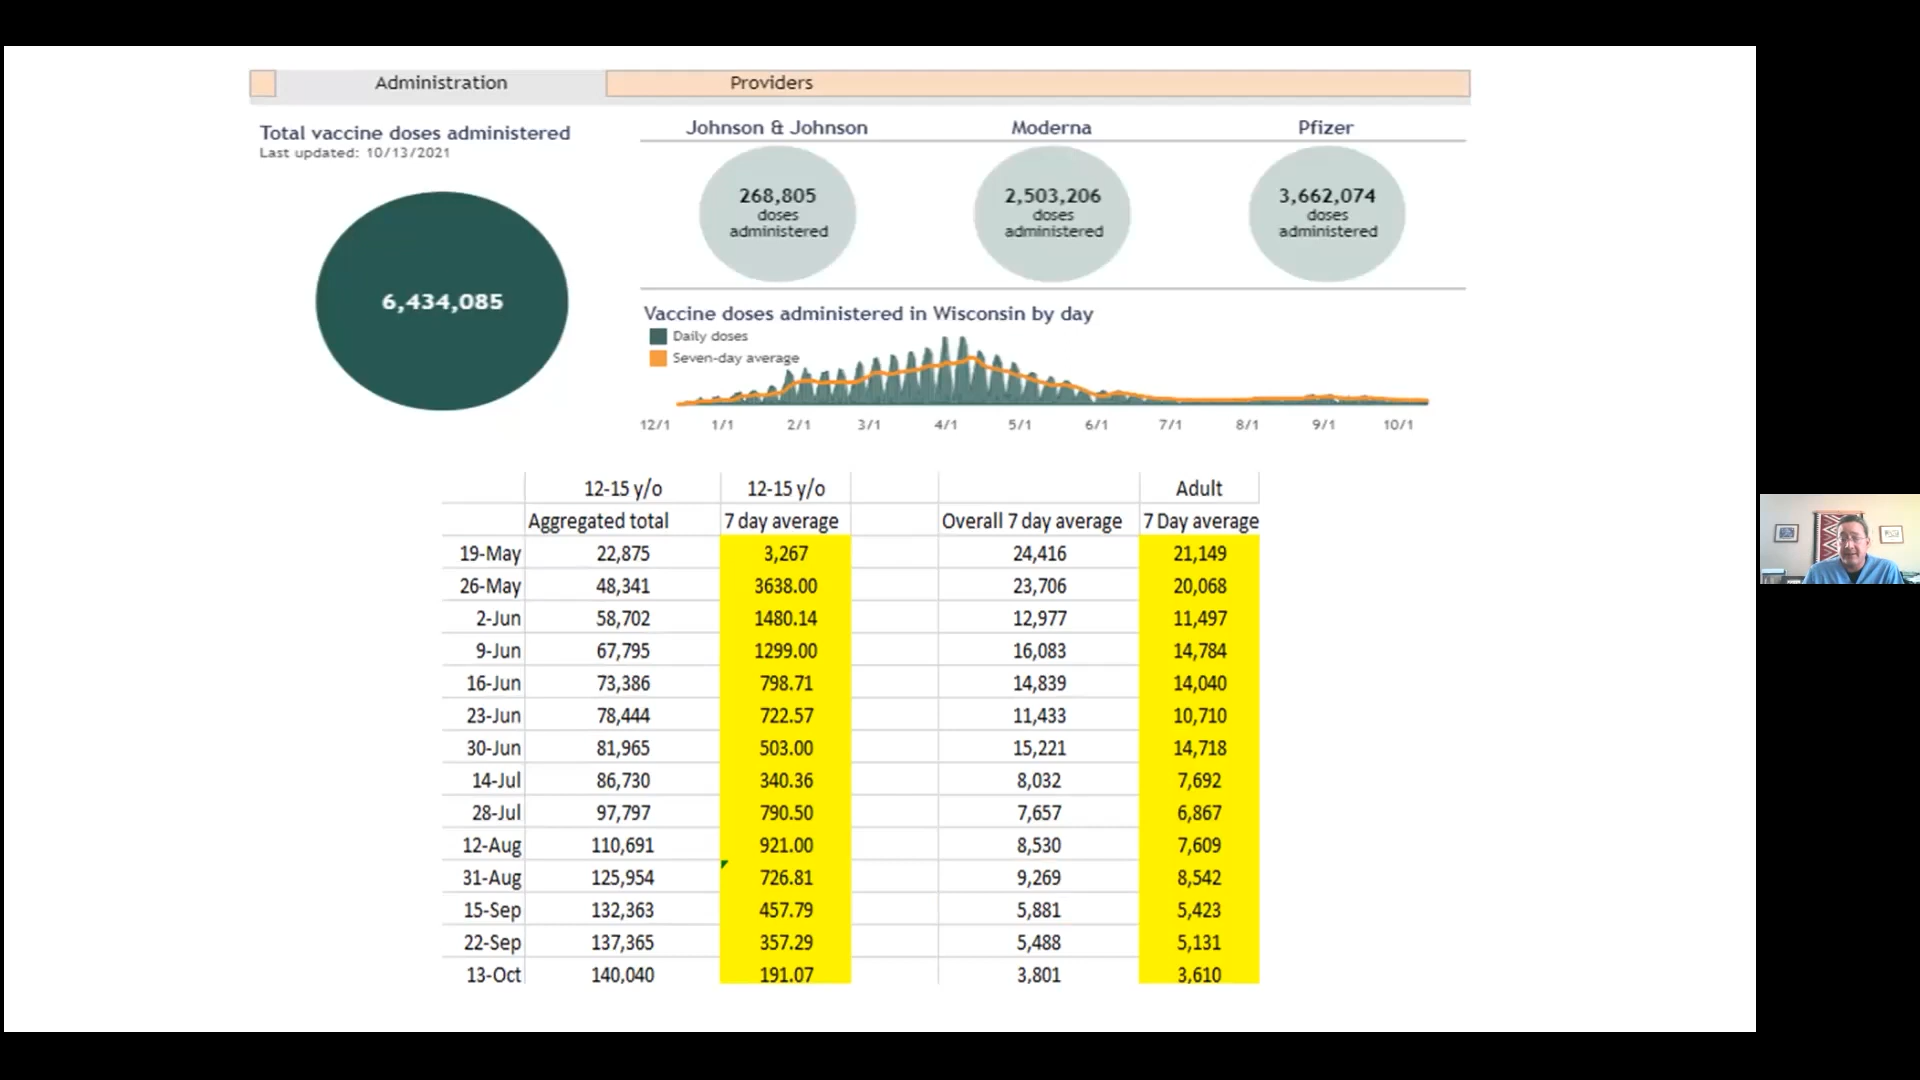 Administration
Providers
Total vaccine doses administered
Last updated: 10/13/2021
6,434,085
Johnson & Johnson
Moderna
Pfizer
268,805
doses
administered
2,503,206
doses
administered
3,662,074
doses
administered
Vaccine doses administered in Wisconsin by day
Daily doses
Seven-day average
12/1 1/1 2/1 3/1 4/1 5/1 6/1 7/1 8/1 9/1 10/1
12-15 y/o 12-15 y/o Adult
Aggregated total 7 day average Overall 7 day average 7 Day average
19-May 22,875 3,267 24,416 21,149
26-May 48,341 3638.00 23,706 20,068
2-Jun 58,702 1480.14 12,977 11,497
9-Jun 67,795 1299.00 16,083 14,784
16-Jun 73,386 798.71 14,839 14,040
23-Jun 78,444 722.57 11,433 10,710
30-Jun 81,965 503.00 15,221 14,718
14-Jul 86,730 340.36 8,032 7,692
28-Jul 97,797 790.50 7,657 6,867
12-Aug 110,691 921.00 8,530 7,609
31-Aug 125,954 726.81 9,269 8,542
15-Sep 132,363 457.79 5,881 5,423
22-Sep 137,365 357.29 5,488 5,131
13-Oct 140,040 191.07 3,801 3,610